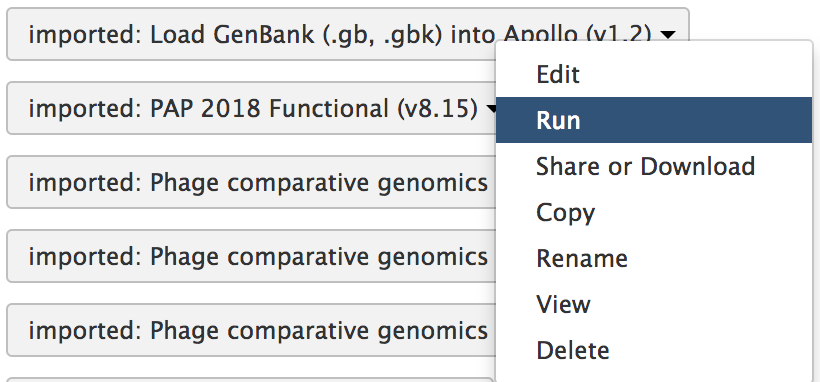 imported: Load GenBank (.gb, .gbk) into Apollo (v1.2)
imported: PAP 2018 Functional (v8.15)
imported: Phage comparative genomics
imported: Phage comparative genomics
imported: Phage comparative genomics
Edit
Run
Share or Download
Copy
Rename
View
Delete